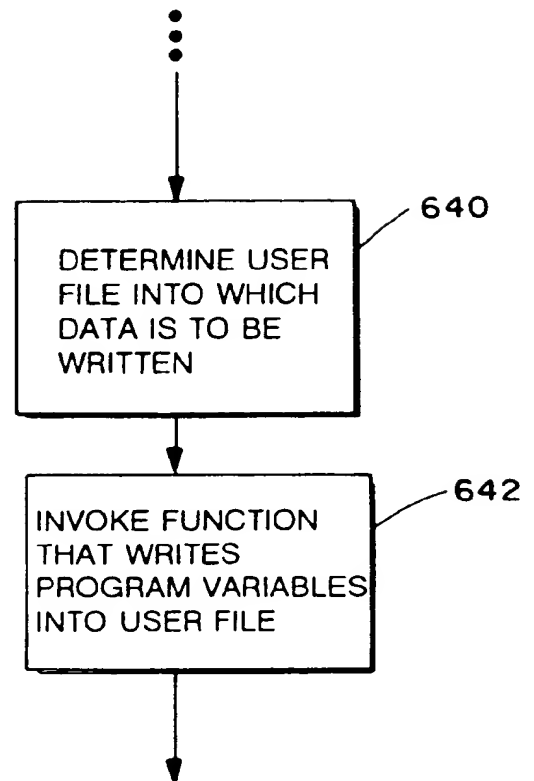 640
DETERMINE USER
FILE INTO WHICH
DATA IS TO BE
WRITTEN
642
INVOKE FUNCTION
THAT WRITES
PROGRAM VARIABLES
INTO USER FILE